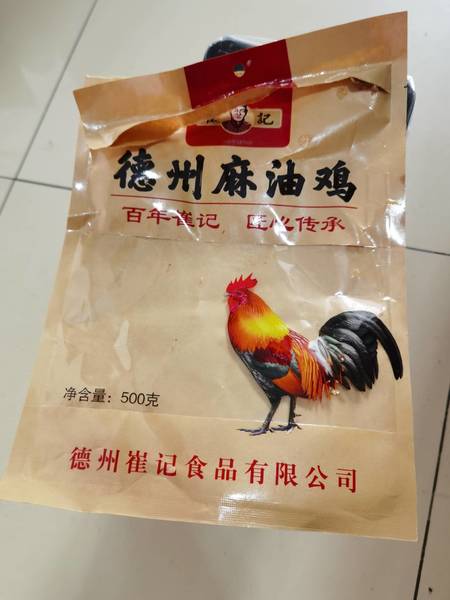 記
德州麻油鸡
百年崔记 匠心传承
净含量：500克
德州崔记食品有限公司